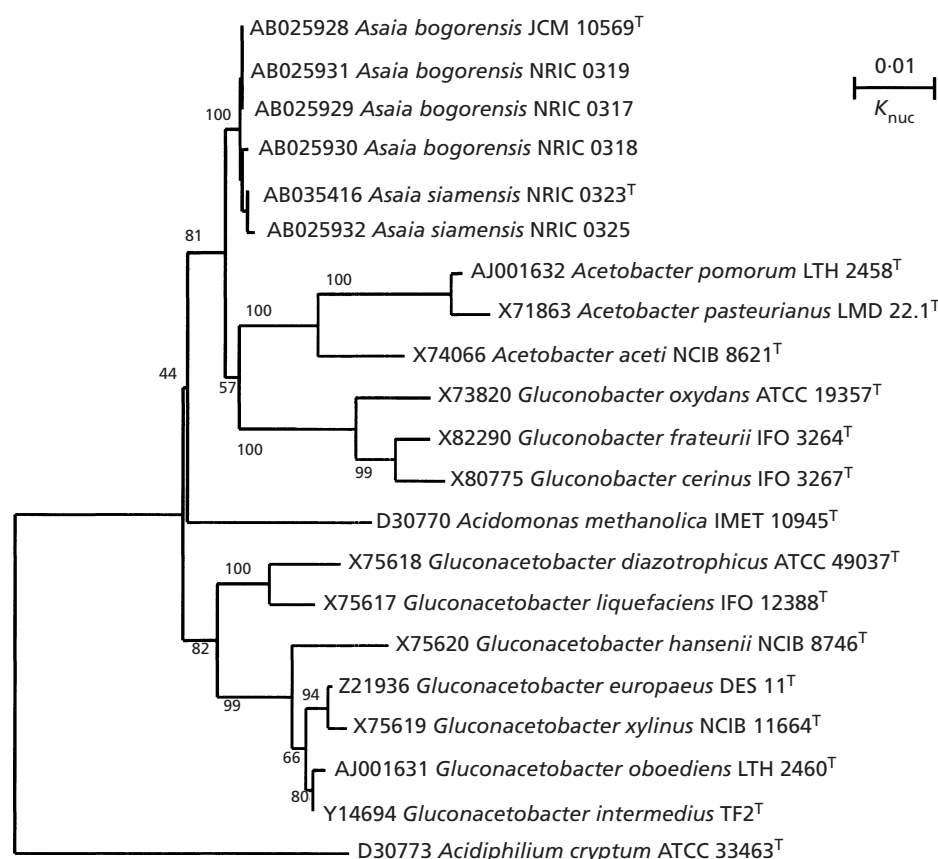 AB025928 Asaia bogorensis JCM 10569ᵀ
0·01
AB025931 Asaia bogorensis NRIC 0319
Knuc
100
AB025929 Asaia bogorensis NRIC 0317
AB025930 Asaia bogorensis NRIC 0318
AB035416 Asaia siamensis NRIC 0323ᵀ
AB025932 Asaia siamensis NRIC 0325
81
AJ001632 Acetobacter pomorum LTH 2458ᵀ
100
X71863 Acetobacter pasteurianus LMD 22.1ᵀ
100
X74066 Acetobacter aceti NCIB 8621ᵀ
44
57
X73820 Gluconobacter oxydans ATCC 19357ᵀ
X82290 Gluconobacter frateurii IFO 3264ᵀ
100
99
X80775 Gluconobacter cerinus IFO 3267ᵀ
D30770 Acidomonas methanolica IMET 10945ᵀ
X75618 Gluconacetobacter diazotrophicus ATCC 49037ᵀ
100
X75617 Gluconacetobacter liquefaciens IFO 12388ᵀ
X75620 Gluconacetobacter hansenii NCIB 8746ᵀ
82
Z21936 Gluconacetobacter europaeus DES 11ᵀ
94
99
X75619 Gluconacetobacter xylinus NCIB 11664ᵀ
66
AJ001631 Gluconacetobacter oboediens LTH 2460ᵀ
80
Y14694 Gluconacetobacter intermedius TF2ᵀ
D30773 Acidiphilium cryptum ATCC 33463ᵀ